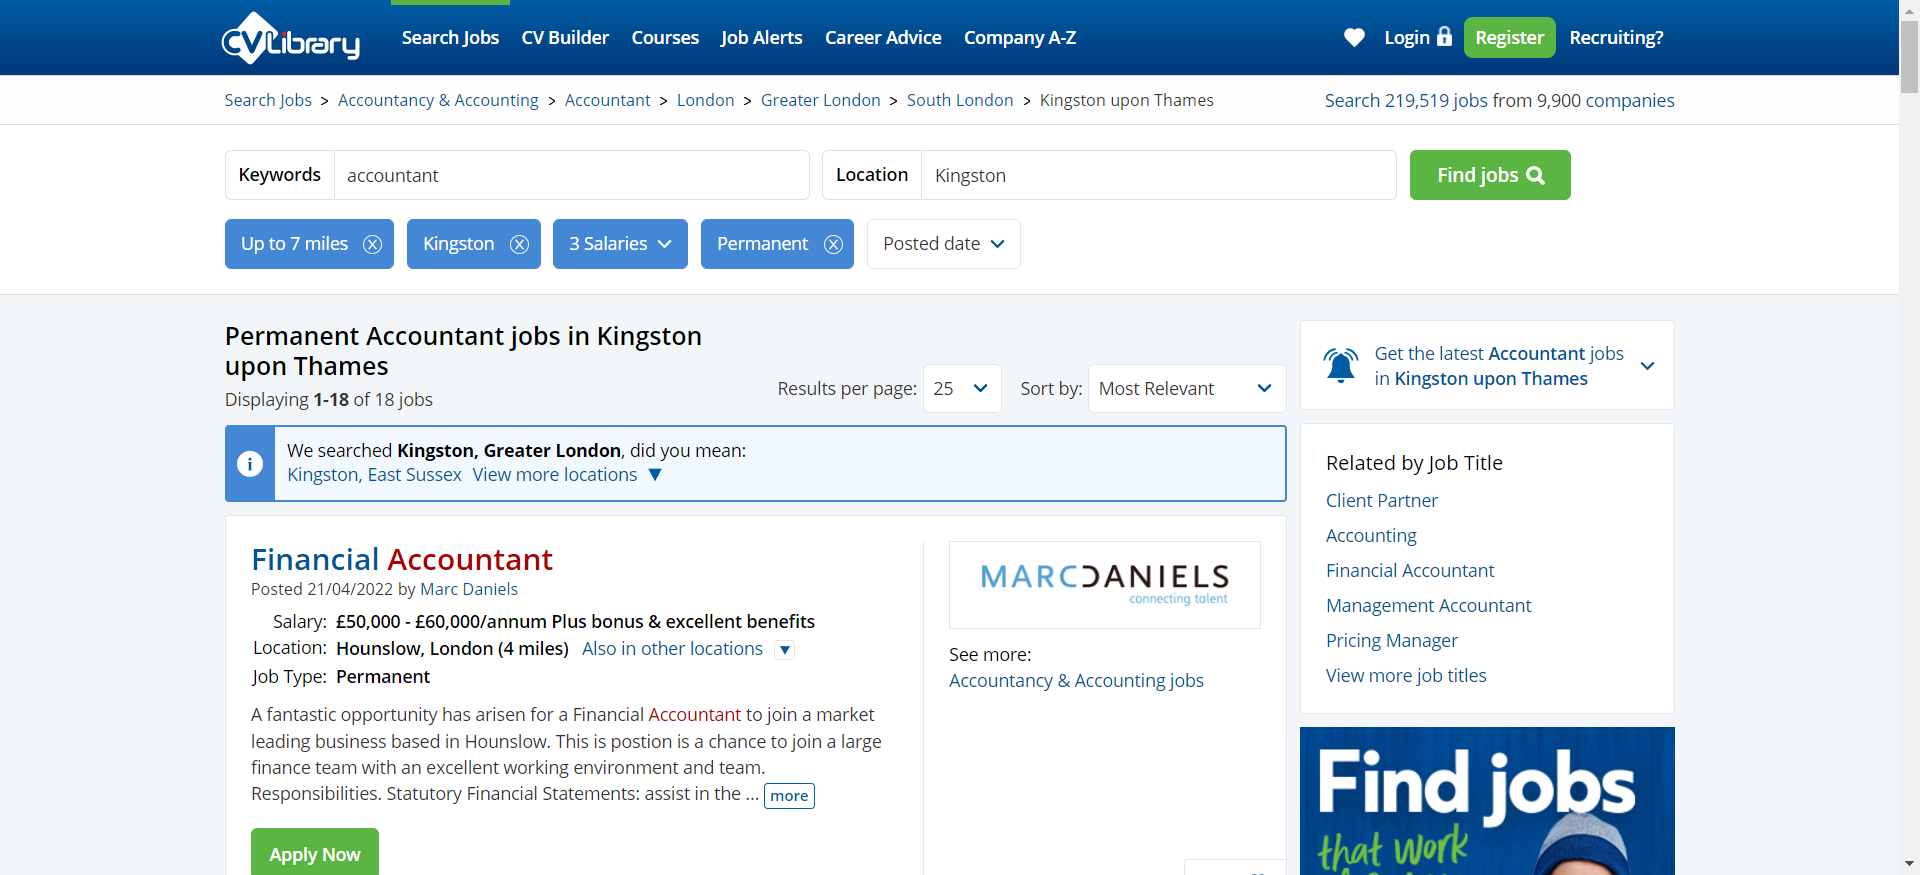 CVLibrary
Search Jobs CV Builder Courses Job Alerts Career Advice Company A-Z Login Register Recruiting?
Search Jobs > Accountancy & Accounting > Accountant > London > Greater London > South London > Kingston upon Thames
Search 219,519 jobs from 9,900 companies
Keywords accountant Location Kingston Find jobs
Up to 7 miles Kingston 3 Salaries Permanent Posted date
Permanent Accountant jobs in Kingston
upon Thames
Displaying 1-18 of 18 jobs
Results per page: 25 Sort by: Most Relevant
We searched Kingston, Greater London, did you mean:
Kingston, East Sussex View more locations ▼
Financial Accountant
Posted 21/04/2022 by Marc Daniels
Salary: £50,000 - £60,000/annum Plus bonus & excellent benefits
Location: Hounslow, London (4 miles) Also in other locations ▼
Job Type: Permanent
A fantastic opportunity has arisen for a Financial Accountant to join a market
leading business based in Hounslow. This is postion is a chance to join a large
finance team with an excellent working environment and team.
Responsibilities. Statutory Financial Statements: assist in the ... more
Apply Now
MARCDANIELS
connecting talent
See more:
Accountancy & Accounting jobs
Get the latest Accountant jobs
in Kingston upon Thames
Related by Job Title
Client Partner
Accounting
Financial Accountant
Management Accountant
Pricing Manager
View more job titles
Find jobs
that work